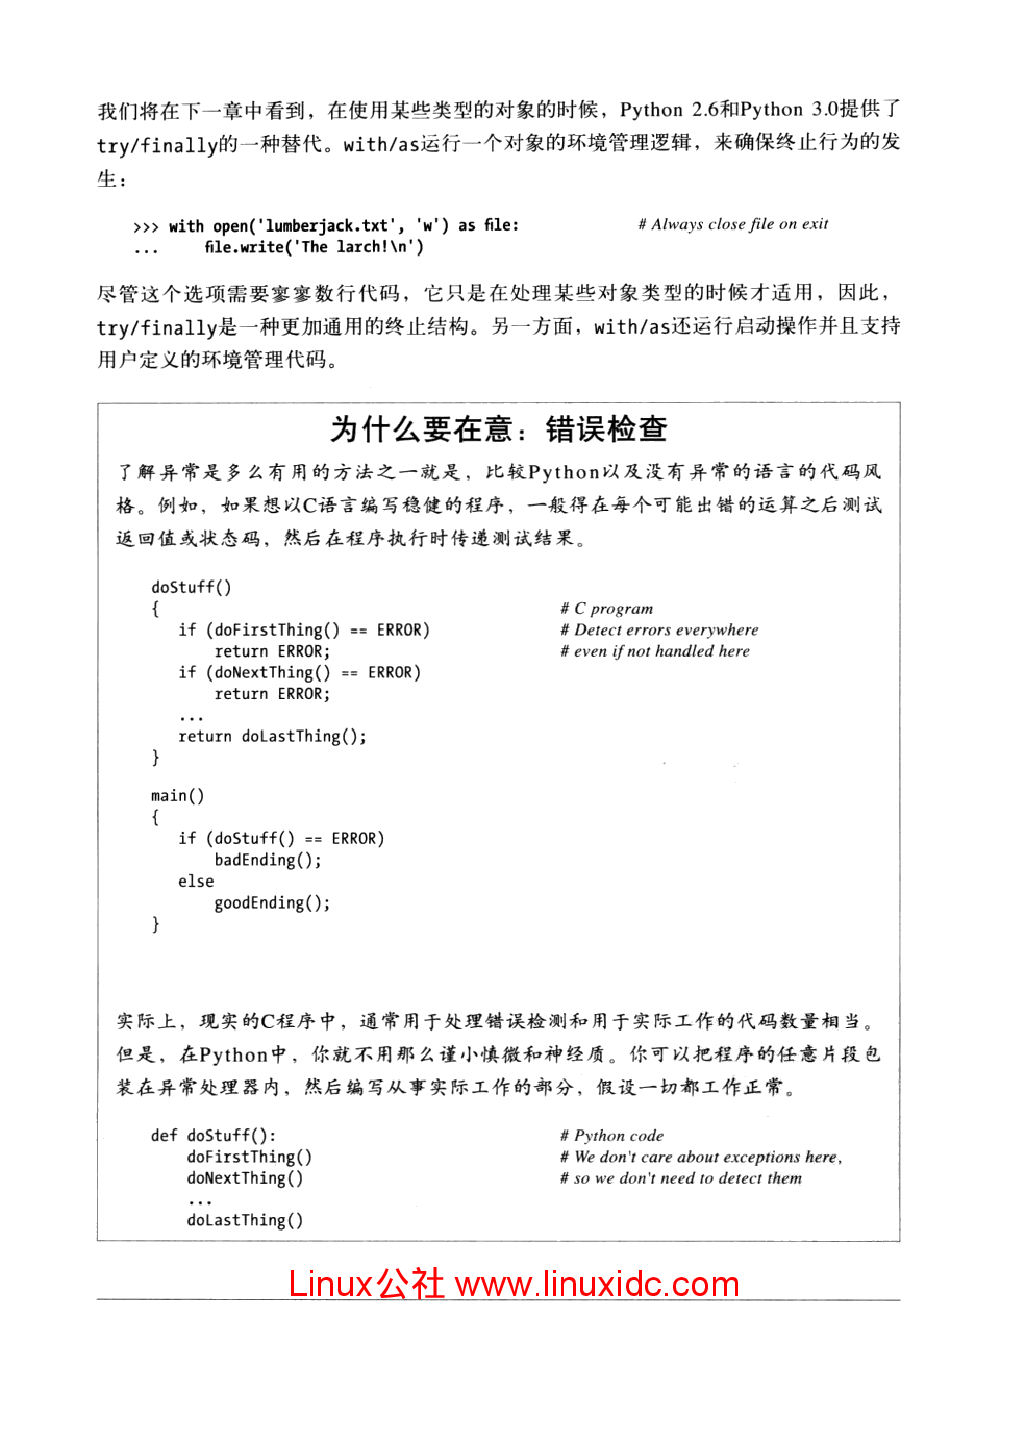 我们将在下一章中看到，在使用某些类型的对象的时候，Python 2.6和Python 3.0提供了
try/finally的一种替代。with/as运行一个对象的环境管理逻辑，来确保终止行为的发
生：
>>> with open('lumberjack.txt', 'w') as file: # Always close file on exit
... file.write('The larch!\n')
尽管这个选项需要寥寥数行代码，它只是在处理某些对象类型的时候才适用，因此，
try/finally是一种更加通用的终止结构。另一方面，with/as还运行启动操作并且支持
用户定义的环境管理代码。
为什么要在意：错误检查
了解异常是多么有用的方法之一就是，比较Python以及没有异常的语言的代码风
格。例如，如果想以C语言编写稳健的程序，一般得在每个可能出错的运算之后测试
返回值或状态码，然后在程序执行时传递测试结果。
doStuff()
{ # C program
if (doFirstThing() == ERROR) # Detect errors everywhere
return ERROR; # even if not handled here
if (doNextThing() == ERROR)
return ERROR;
...
return doLastThing();
}
main()
{
if (doStuff() == ERROR)
badEnding();
else
goodEnding();
}
实际上，现实的C程序中，通常用于处理错误检测和用于实际工作的代码数量相当。
但是，在Python中，你就不用那么谨小慎微和神经质。你可以把程序的任意片段包
装在异常处理器内，然后编写从事实际工作的部分，假设一切都工作正常。
def doStuff(): # Python code
doFirstThing() # We don't care about exceptions here,
doNextThing() # so we don't need to detect them
...
doLastThing()
Linux公社 www.linuxidc.com